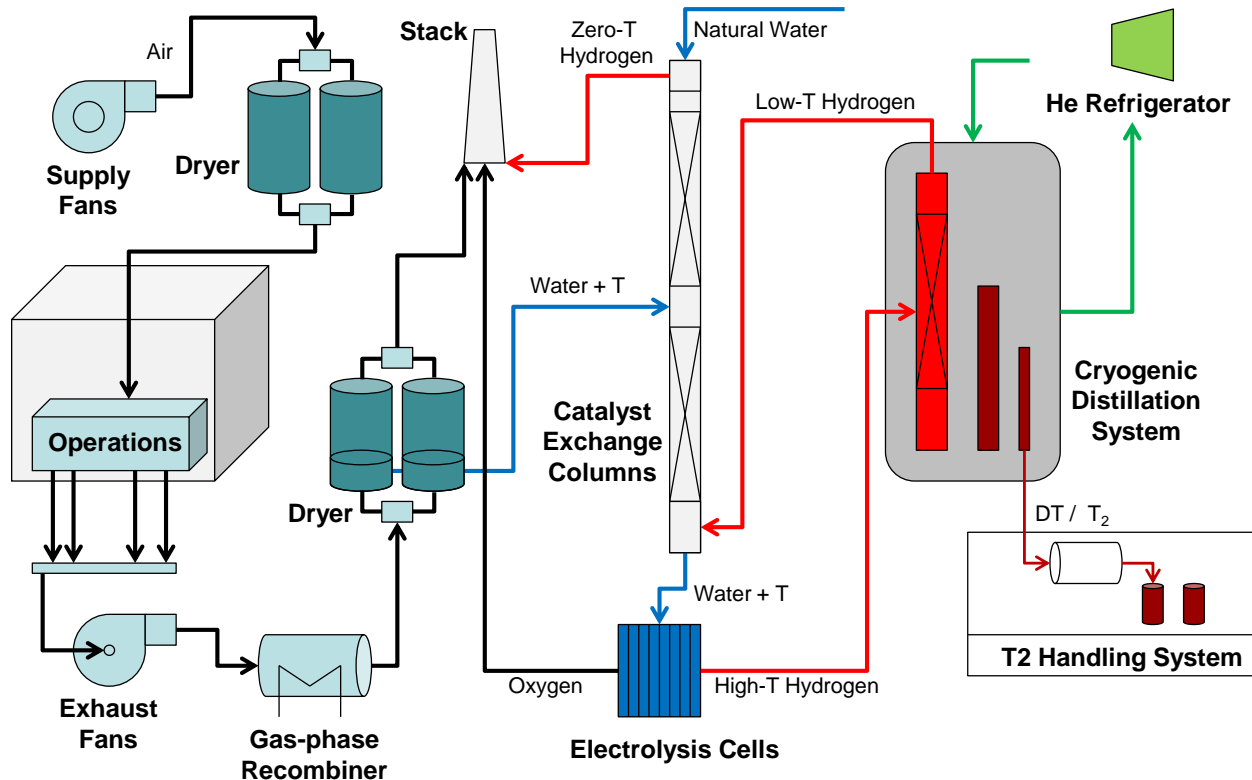 Air
Supply
Fans
Dryer
Stack
Zero-T
Hydrogen
Natural Water
Low-T Hydrogen
He Refrigerator
Operations
Water + T
Dryer
Catalyst
Exchange
Columns
Cryogenic
Distillation
System
DT / T₂
Water + T
Exhaust
Fans
Gas-phase
Recombiner
Oxygen
High-T Hydrogen
Electrolysis Cells
T2 Handling System